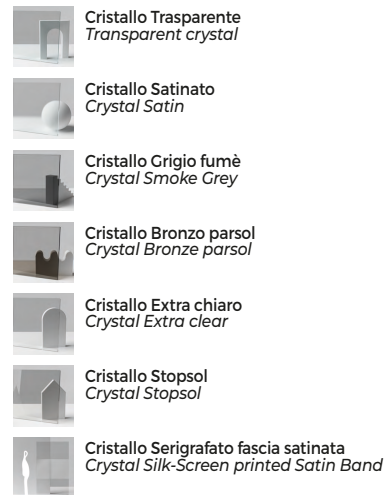 Cristallo Trasparente
Transparent crystal
Cristallo Satinato
Crystal Satin
Cristallo Grigio fumè
Crystal Smoke Grey
Cristallo Bronzo parsol
Crystal Bronze parsol
Cristallo Extra chiaro
Crystal Extra clear
Cristallo Stopsol
Crystal Stopsol
Cristallo Serigrafato fascia satinata
Crystal Silk-Screen printed Satin Band